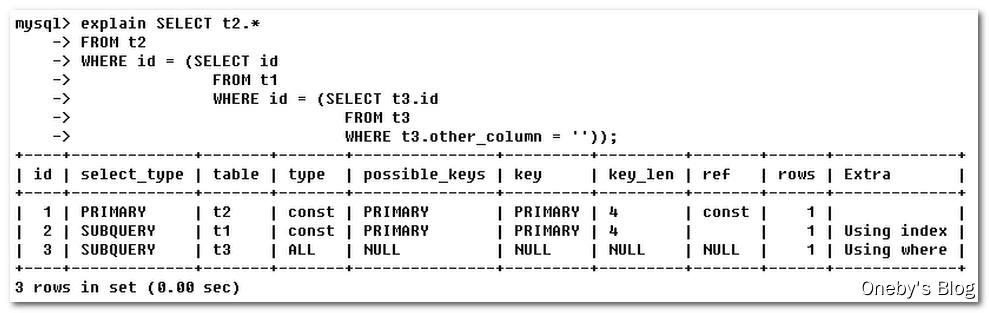 mysql> explain SELECT t2.*
    -> FROM t2
    -> WHERE id = (SELECT id
    ->             FROM t1
    ->             WHERE id = (SELECT t3.id
    ->                         FROM t3
    ->                         WHERE t3.other_column = ''));
+----+-------------+-------+-------+---------------+---------+---------+-------+------+-------------+
| id | select_type | table | type  | possible_keys | key     | key_len | ref   | rows | Extra       |
+----+-------------+-------+-------+---------------+---------+---------+-------+------+-------------+
|  1 | PRIMARY     | t2    | const | PRIMARY       | PRIMARY | 4       | const |    1 |             |
|  2 | SUBQUERY    | t1    | const | PRIMARY       | PRIMARY | 4       |       |    1 | Using index |
|  3 | SUBQUERY    | t3    | ALL   | NULL          | NULL    | NULL    | NULL  |    1 | Using where |
+----+-------------+-------+-------+---------------+---------+---------+-------+------+-------------+
3 rows in set (0.00 sec)
Oneby's Blog